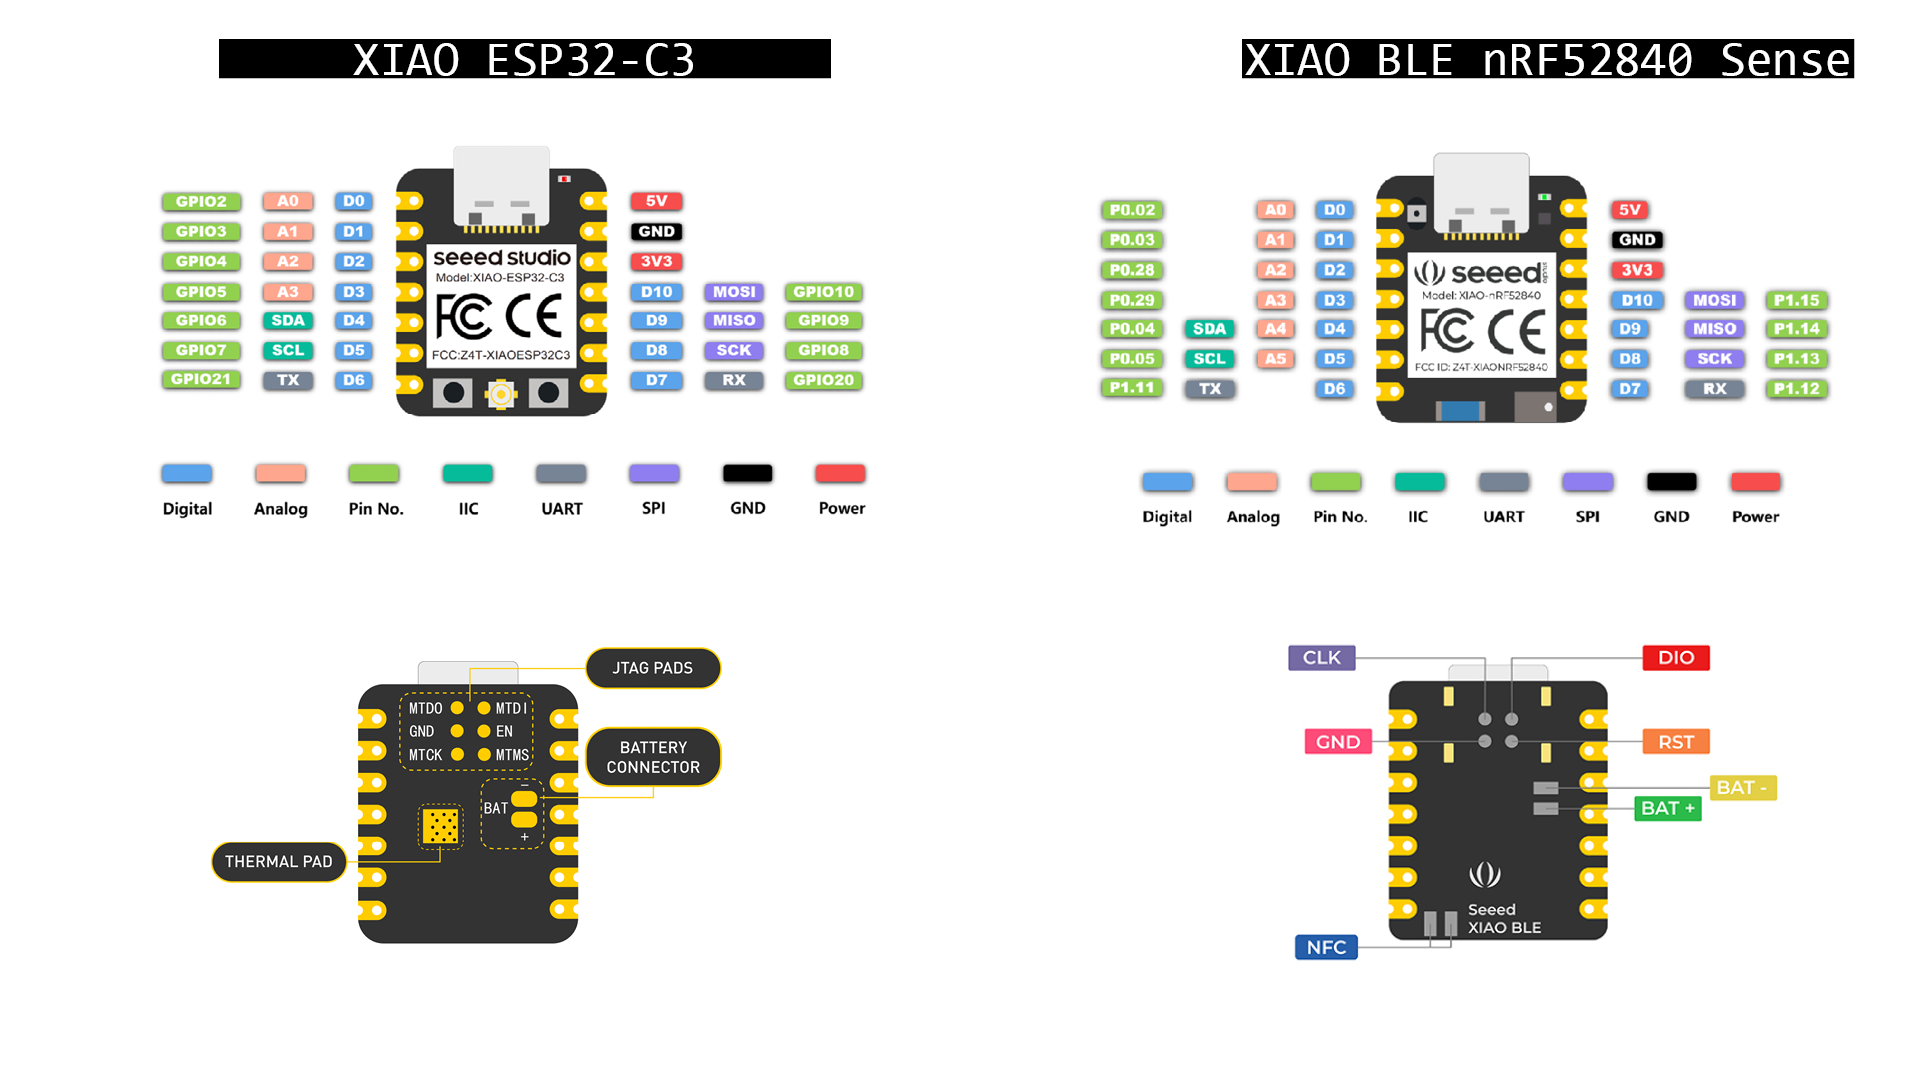 XIAO ESP32-C3
GPIO2 A0 D0 5V
GPIO3 A1 D1 GND
GPIO4 A2 D2 3V3
GPIO5 A3 D3 D10 MOSI GPIO10
GPIO6 SDA D4 D9 MISO GPIO9
GPIO7 SCL D5 D8 SCK GPIO8
GPIO21 TX D6 D7 RX GPIO20
seeed studio
Model:XIAO-ESP32-C3
FC CE
FCC:Z4T-XIAOESP32C3
Digital Analog Pin No. IIC UART SPI GND Power
JTAG PADS
MTDO MTDI
GND EN
MTCK MTMS
BATTERY
CONNECTOR
−
BAT
+
THERMAL PAD
XIAO BLE nRF52840 Sense
P0.02 A0 D0 5V
P0.03 A1 D1 GND
P0.28 A2 D2 3V3
P0.29 A3 D3 D10 MOSI P1.15
P0.04 SDA A4 D4 D9 MISO P1.14
P0.05 SCL A5 D5 D8 SCK P1.13
P1.11 TX D6 D7 RX P1.12
seeed studio
Model: XIAO-nRF52840
FC CE
FCC ID: Z4T-XIAONRF52840
Digital Analog Pin No. IIC UART SPI GND Power
CLK DIO
GND RST
BAT -
BAT +
Seeed
XIAO BLE
NFC